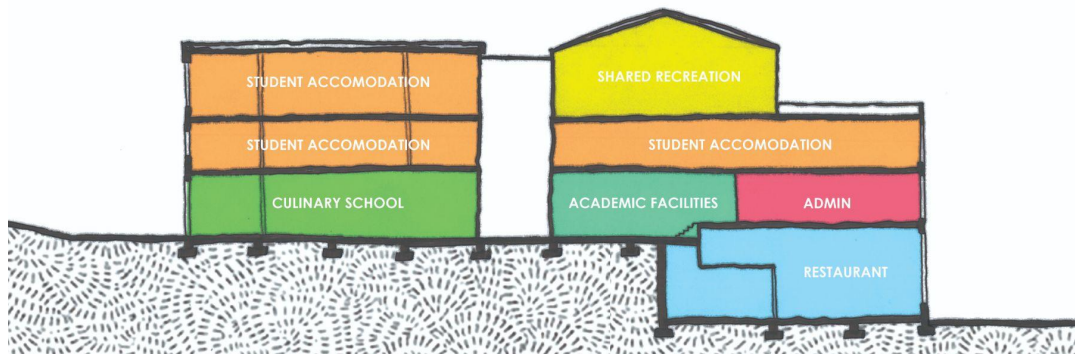 STUDENT ACCOMODATION
SHARED RECREATION
STUDENT ACCOMODATION
STUDENT ACCOMODATION
CULINARY SCHOOL
ACADEMIC FACILITIES
ADMIN
RESTAURANT